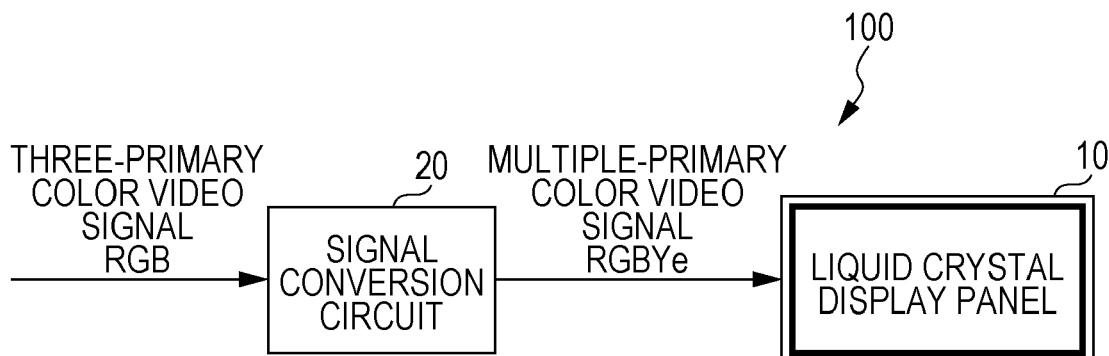 100
THREE-PRIMARY
COLOR VIDEO
SIGNAL
RGB
20
SIGNAL
CONVERSION
CIRCUIT
MULTIPLE-PRIMARY
COLOR VIDEO
SIGNAL
RGBYe
10
LIQUID CRYSTAL
DISPLAY PANEL